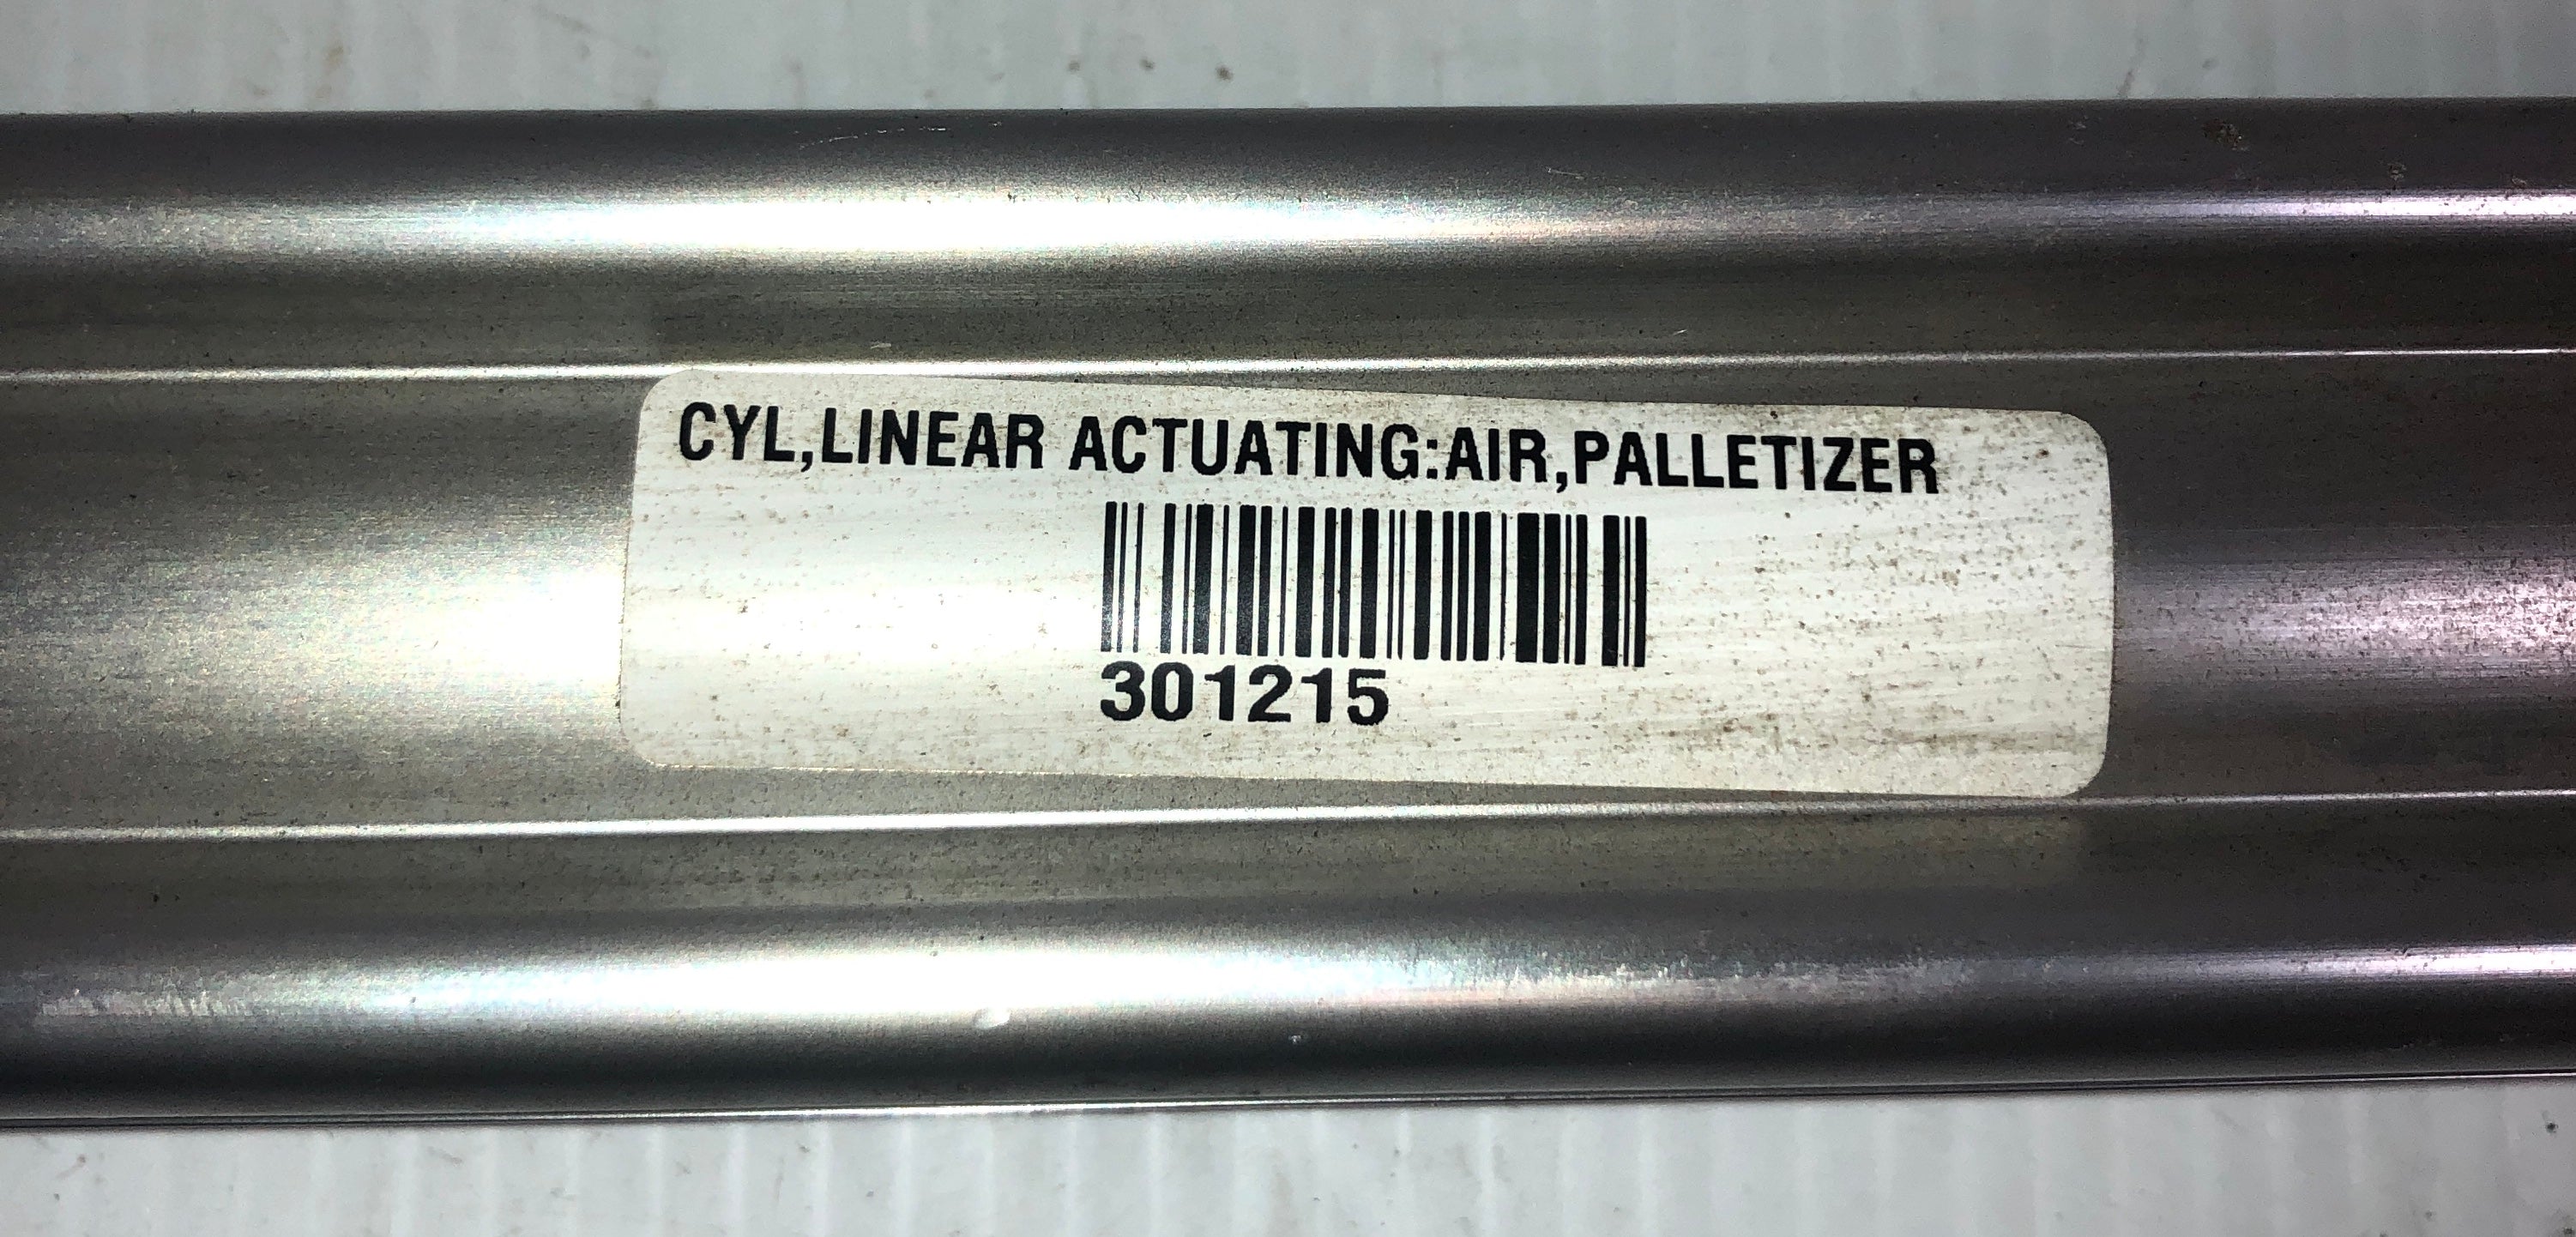 CYL,LINEAR ACTUATING:AIR,PALLETIZER
301215